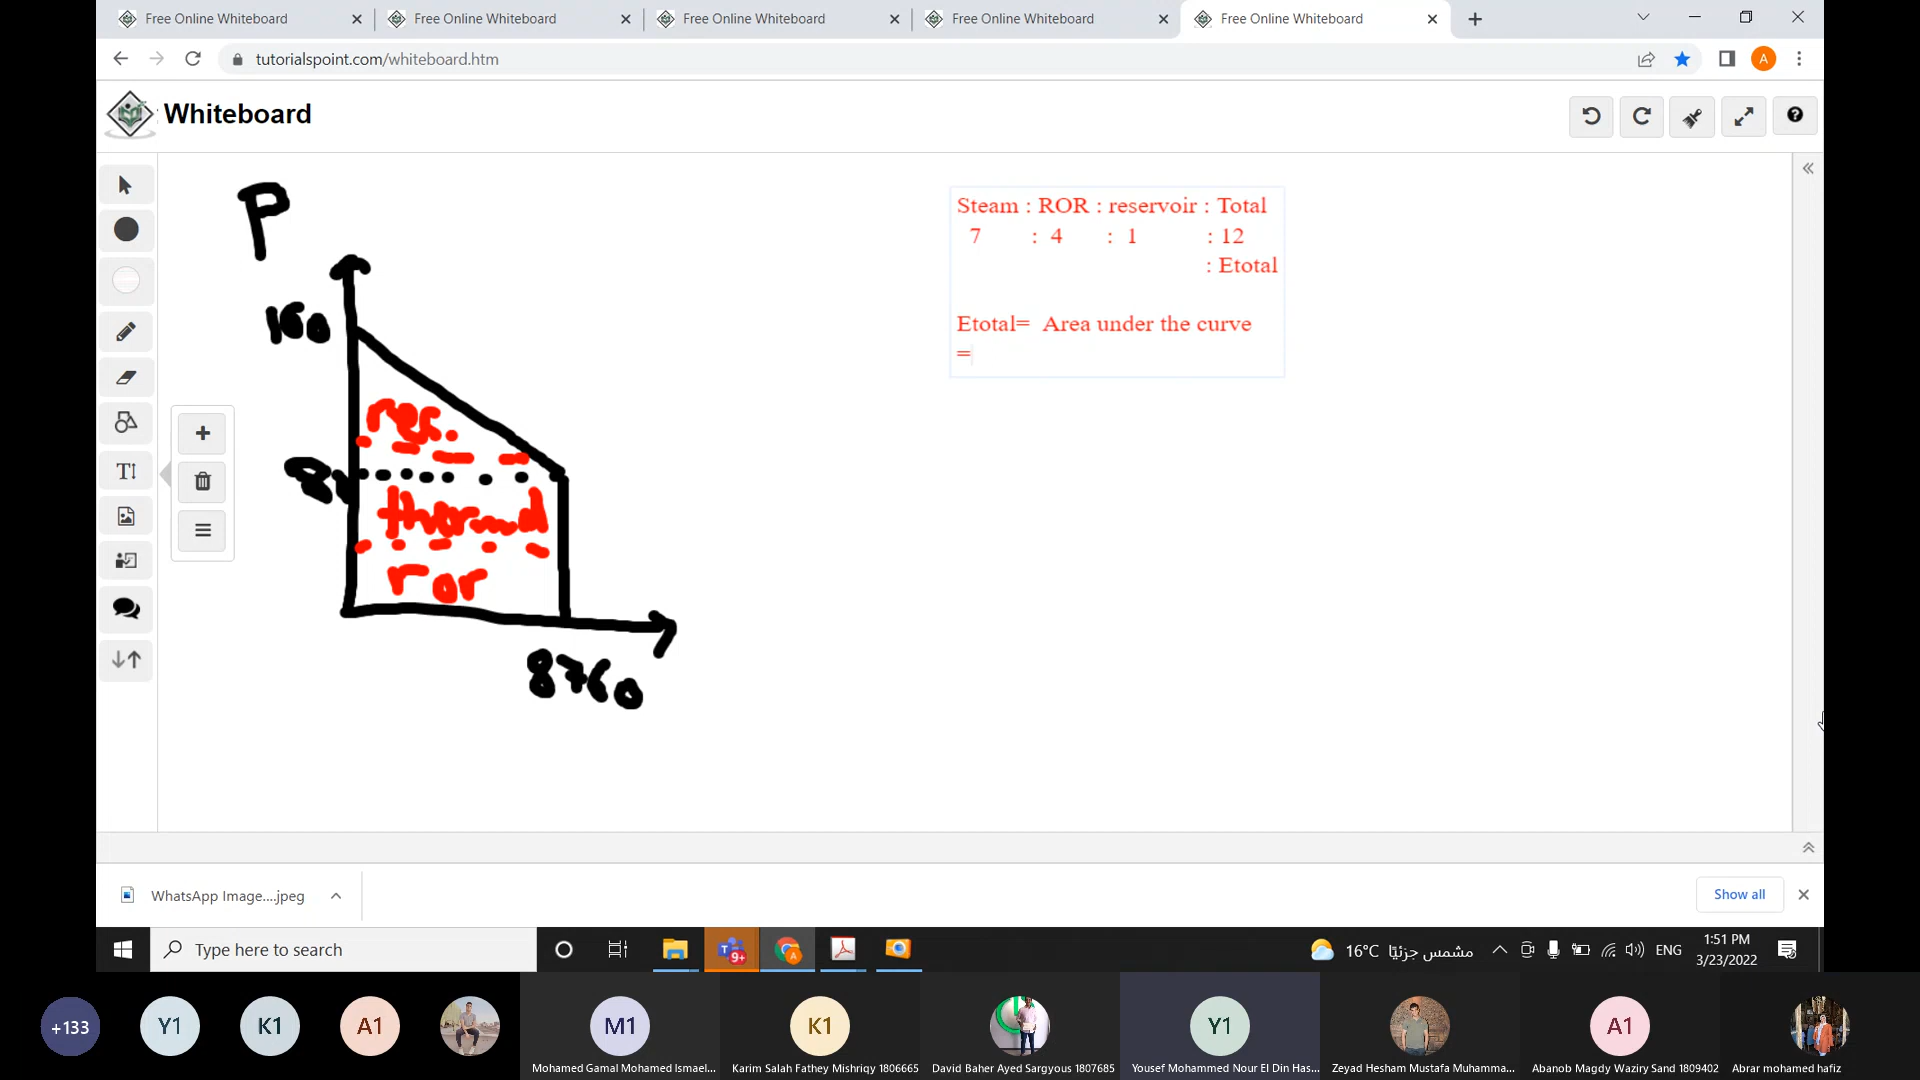 Free Online Whiteboard
Free Online Whiteboard
Free Online Whiteboard
Free Online Whiteboard
Free Online Whiteboard
tutorialspoint.com/whiteboard.htm
A
Whiteboard
P
160
res.
thermal
ror
8760
Steam : ROR : reservoir : Total
7 : 4 : 1 : 12
: Etotal
Etotal= Area under the curve
=
WhatsApp Image....jpeg
Show all
Type here to search
9+
16°C مشمس جزئيًا
ENG
1:51 PM
3/23/2022
+133
Y1
K1
A1
M1
K1
Y1
A1
Mohamed Gamal Mohamed Ismael...
Karim Salah Fathey Mishriqy 1806665
David Baher Ayed Sargyous 1807685
Yousef Mohammed Nour El Din Has...
Zeyad Hesham Mustafa Muhamma...
Abanob Magdy Waziry Sand 1809402
Abrar mohamed hafiz